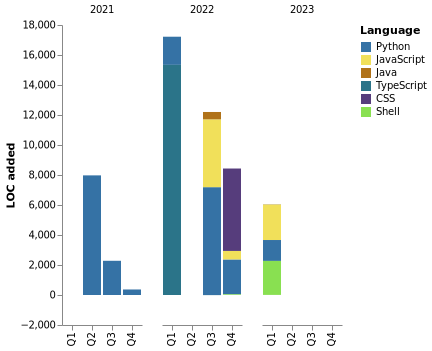 2021 2022 2023
18,000
16,000
14,000
12,000
10,000
8,000
6,000
4,000
2,000
0
−2,000
LOC added
Q1 Q2 Q3 Q4 Q1 Q2 Q3 Q4 Q1 Q2 Q3 Q4
Language
Python
JavaScript
Java
TypeScript
CSS
Shell